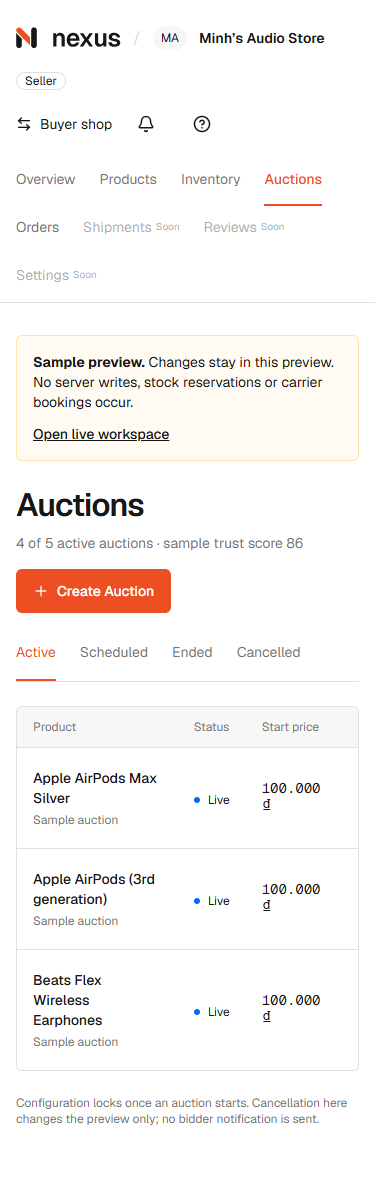 nexus / MA Minh's Audio Store
Seller
Buyer shop
Overview Products Inventory Auctions
Orders Shipments Soon Reviews Soon
Settings Soon
Sample preview. Changes stay in this preview.
No server writes, stock reservations or carrier
bookings occur.
Open live workspace
Auctions
4 of 5 active auctions · sample trust score 86
+ Create Auction
Active Scheduled Ended Cancelled
Product Status Start price
Apple AirPods Max
Silver
Sample auction
Live
100.000
₫
Apple AirPods (3rd
generation)
Sample auction
Live
100.000
₫
Beats Flex
Wireless
Earphones
Sample auction
Live
100.000
₫
Configuration locks once an auction starts. Cancellation here
changes the preview only; no bidder notification is sent.